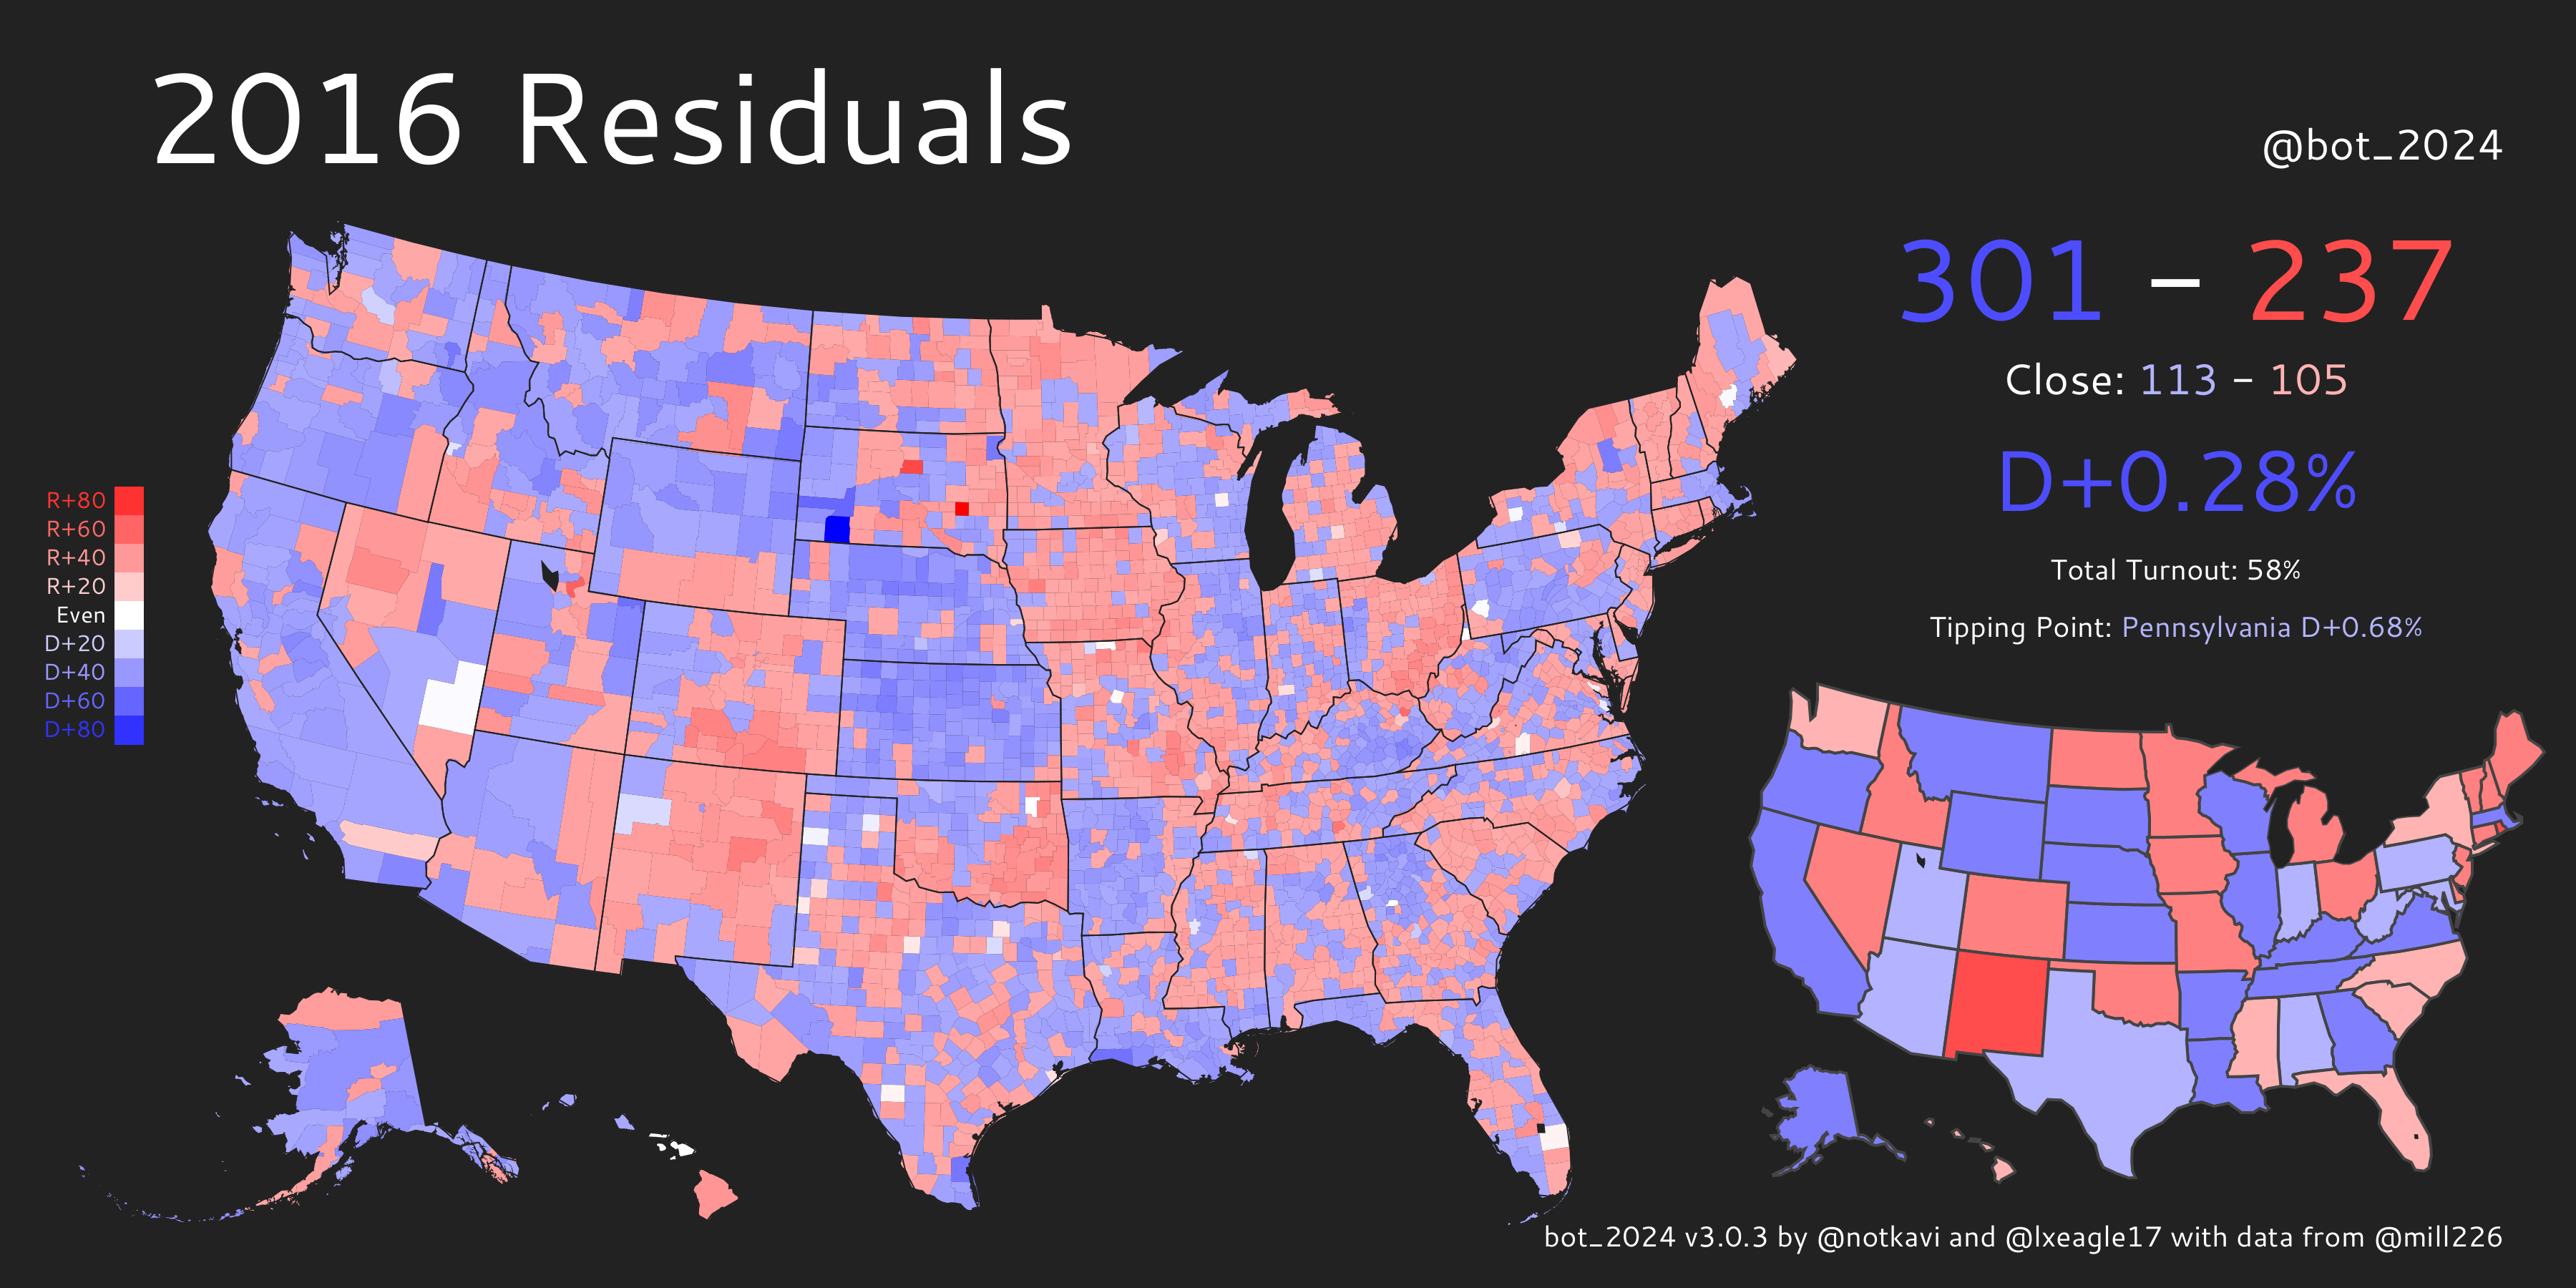 2016 Residuals
@bot_2024
301 – 237
Close: 113 - 105
D+0.28%
Total Turnout: 58%
Tipping Point: Pennsylvania D+0.68%
R+80
R+60
R+40
R+20
Even
D+20
D+40
D+60
D+80
bot_2024 v3.0.3 by @notkavi and @lxeagle17 with data from @mill226